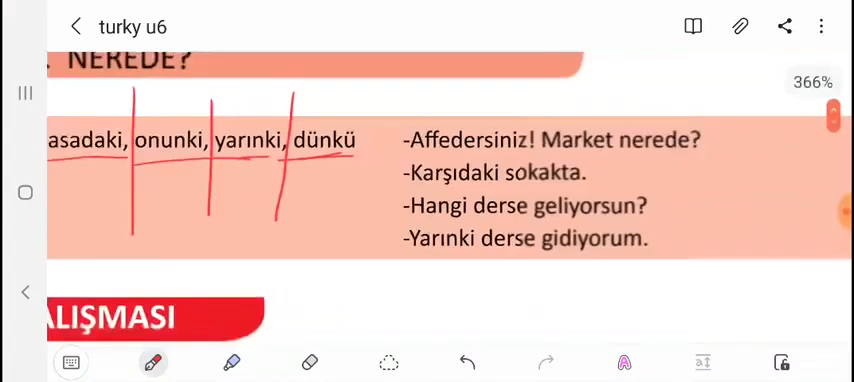 turky u6
. NEREDE?
366%
asadaki, onunki, yarınki, dünkü
-Affedersiniz! Market nerede?
-Karşıdaki sokakta.
-Hangi derse geliyorsun?
-Yarınki derse gidiyorum.
ALIŞMASI